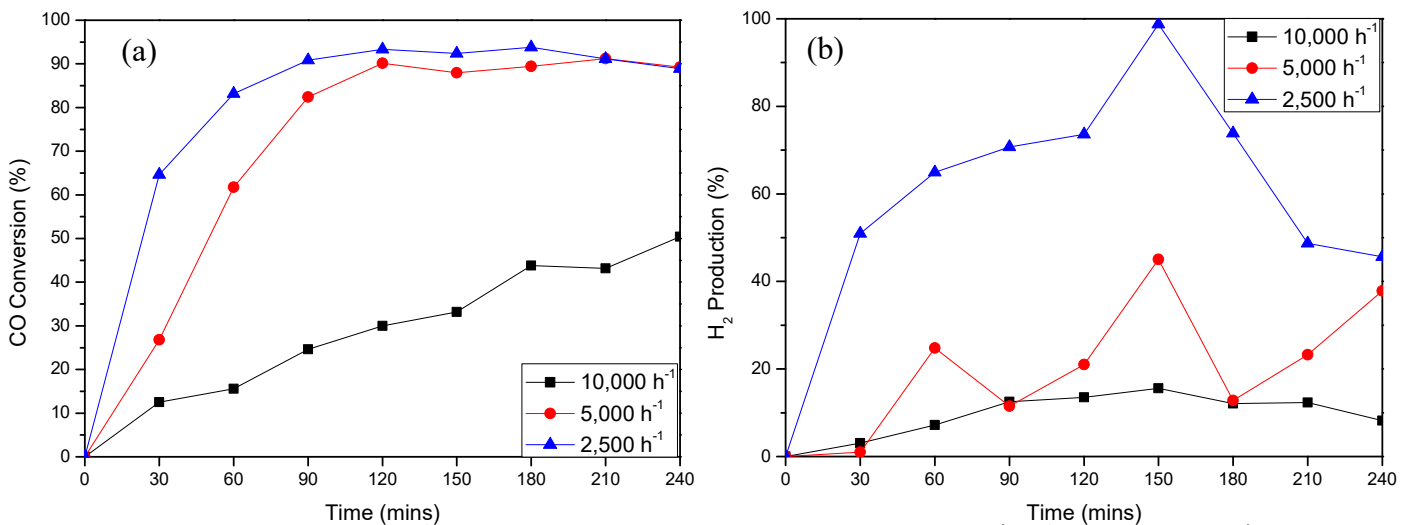 (a)
CO Conversion (%)
100
90
80
70
60
50
40
30
20
10
0
0 30 60 90 120 150 180 210 240
Time (mins)
10,000 h⁻¹
5,000 h⁻¹
2,500 h⁻¹
(b)
H₂ Production (%)
100
80
60
40
20
0
0 30 60 90 120 150 180 210 240
Time (mins)
10,000 h⁻¹
5,000 h⁻¹
2,500 h⁻¹